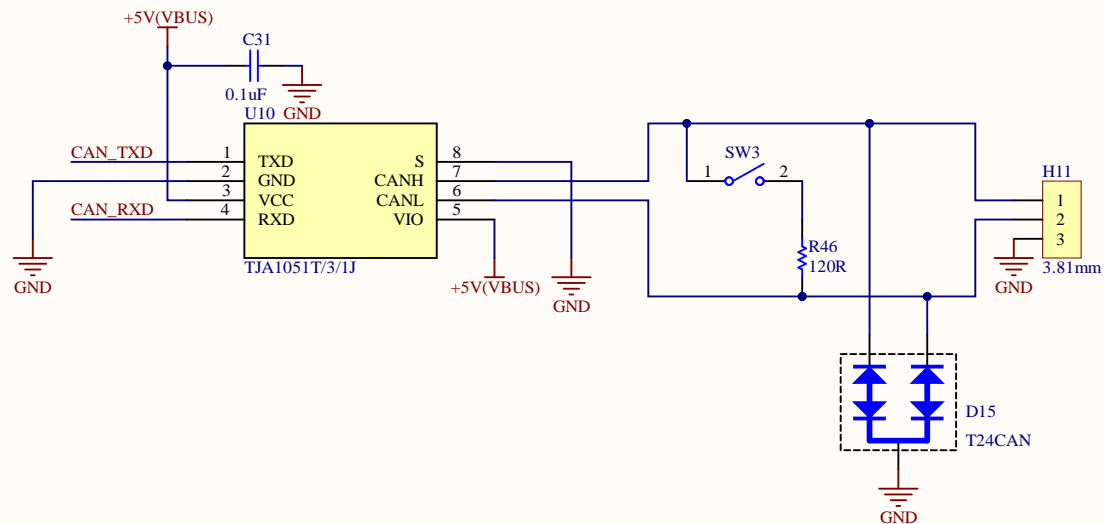 +5V(VBUS)
C31
0.1uF
GND
U10
CAN_TXD
1
TXD
S
8
2
GND
CANH
7
3
VCC
CANL
6
CAN_RXD
4
RXD
VIO
5
GND
TJA1051T/3/1J
+5V(VBUS)
GND
SW3
1
2
R46
120R
H11
1
2
3
3.81mm
GND
D15
T24CAN
GND